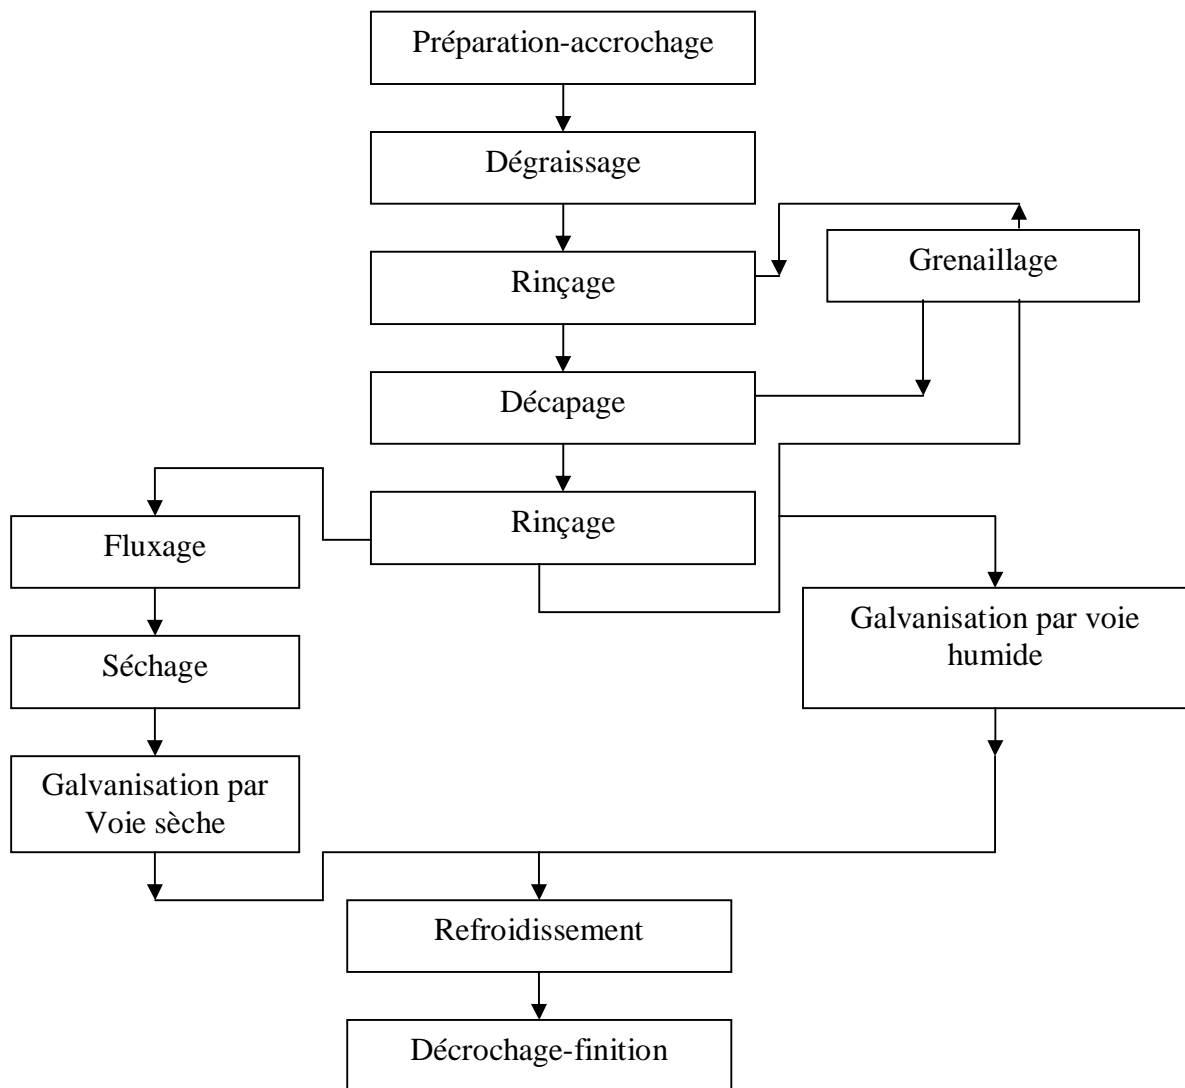 Préparation-accrochage
Dégraissage
Rinçage
Grenaillage
Décapage
Rinçage
Fluxage
Séchage
Galvanisation par voie
humide
Galvanisation par
Voie sèche
Refroidissement
Décrochage-finition